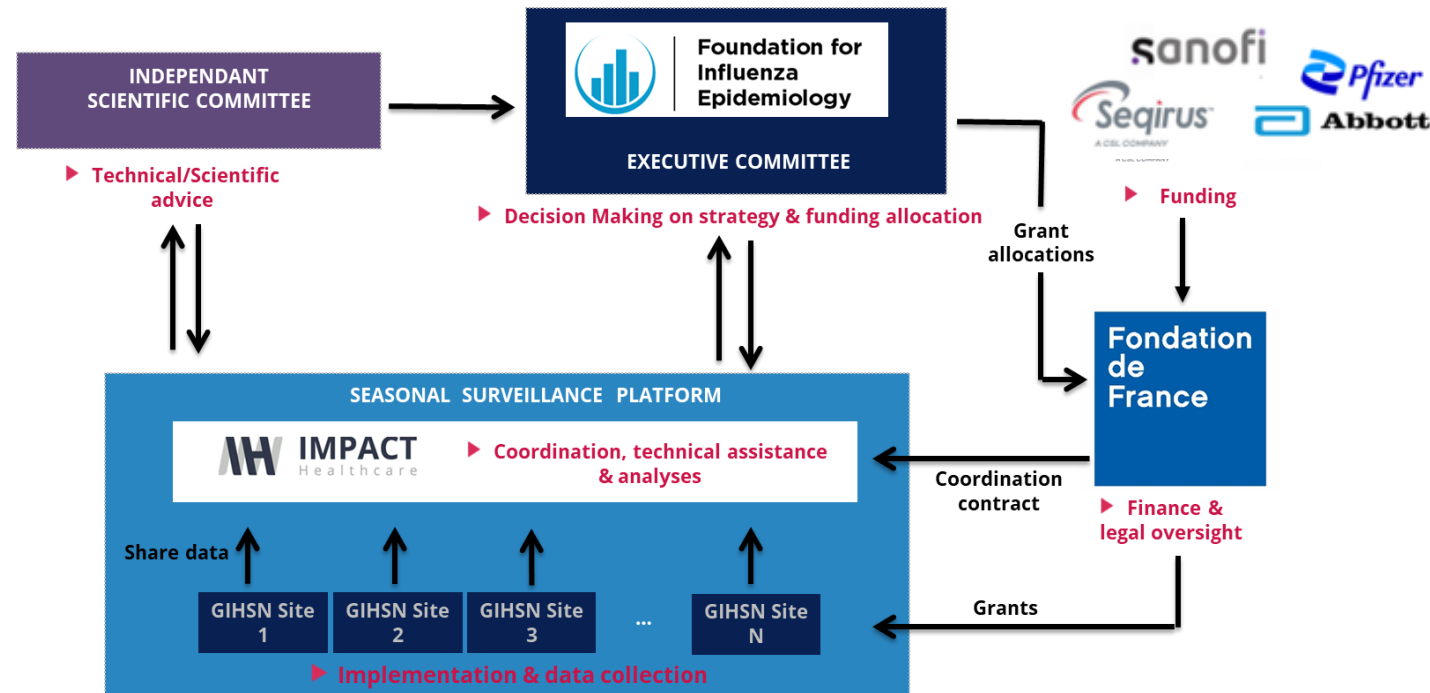 INDEPENDANT
SCIENTIFIC COMMITTEE
Technical/Scientific
advice
Foundation for
Influenza
Epidemiology
EXECUTIVE COMMITTEE
Decision Making on strategy & funding allocation
sanofi
Pfizer
Seqirus™
A CSL COMPANY
A CSL COMPANY
Abbott
Funding
Grant
allocations
Fondation
de
France
Finance &
legal oversight
Coordination
contract
Grants
SEASONAL SURVEILLANCE PLATFORM
IMPACT
Healthcare
Coordination, technical assistance
& analyses
Share data
GIHSN Site
1
GIHSN Site
2
GIHSN Site
3
...
GIHSN Site
N
Implementation & data collection